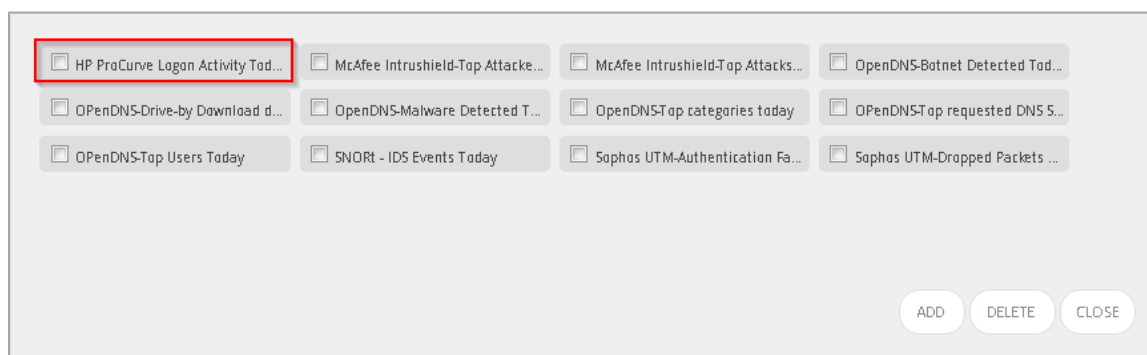 HP ProCurve Logon Activity Tod...
McAfee Intrushield-Top Attacke...
McAfee Intrushield-Top Attacks...
OpenDNS-Botnet Detected Tod...
OPenDNS-Drive-by Download d...
OpenDNS-Malware Detected T...
OpenDNS-Top categories today
OPenDNS-Top requested DNS S...
OPenDNS-Top Users Today
SNORt - IDS Events Today
Sophos UTM-Authentication Fa...
Sophos UTM-Dropped Packets ...
ADD
DELETE
CLOSE